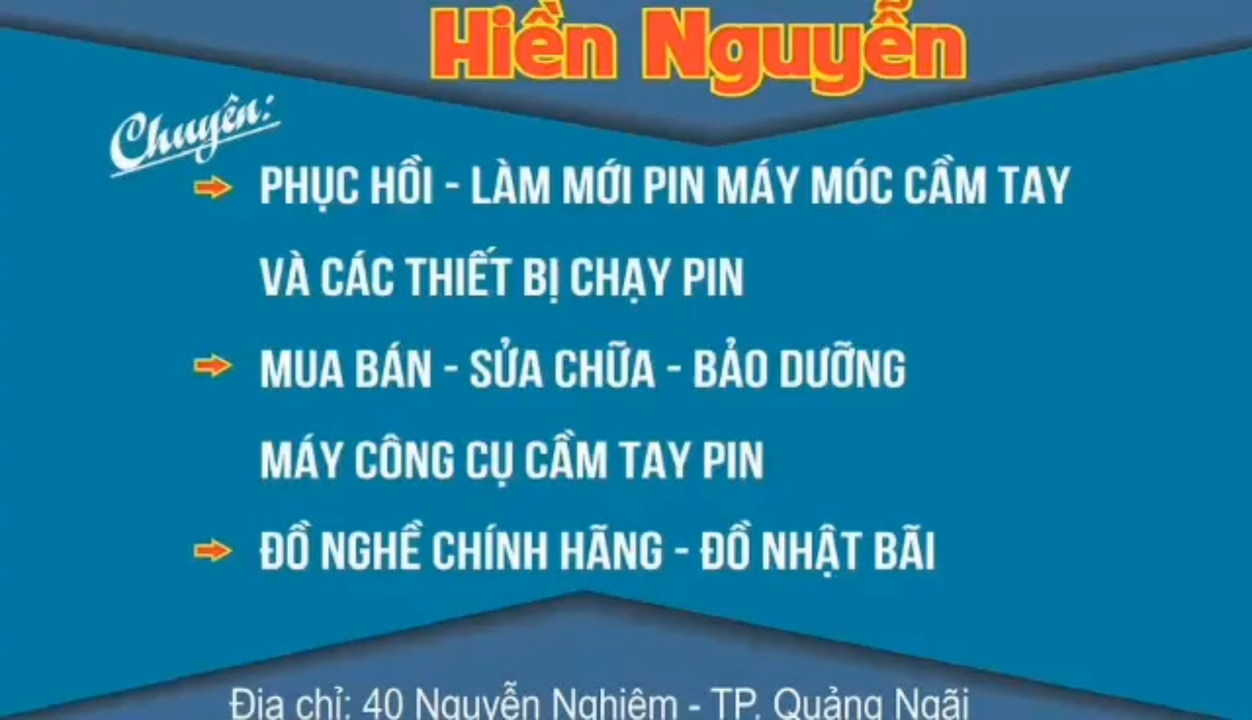 Hiền Nguyễn
Chuyên:
PHỤC HỒI - LÀM MỚI PIN MÁY MÓC CẦM TAY
VÀ CÁC THIẾT BỊ CHẠY PIN
MUA BÁN - SỬA CHỮA - BẢO DƯỠNG
MÁY CÔNG CỤ CẦM TAY PIN
ĐỒ NGHỀ CHÍNH HÃNG - ĐỒ NHẬT BÃI
Địa chỉ: 40 Nguyễn Nghiêm - TP. Quảng Ngãi